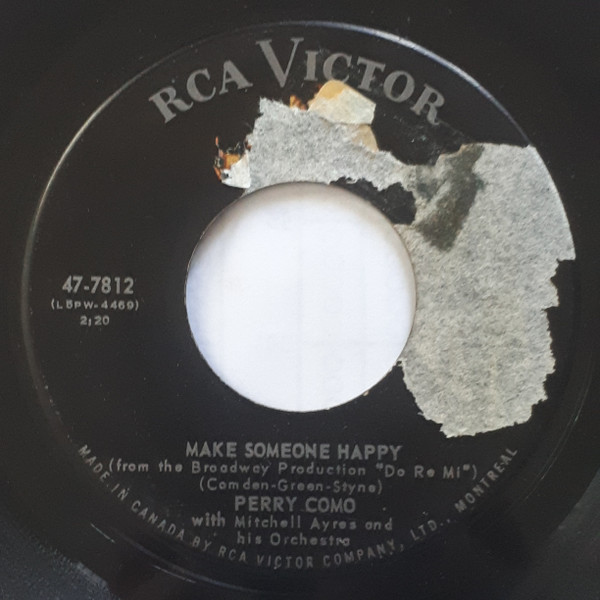 RCA VICTOR
47-7812
(L8PW-4469)
2:20
MAKE SOMEONE HAPPY
(from the Broadway Production "Do Re Mi")
(Comden-Green-Styne)
PERRY COMO
with Mitchell Ayres and
his Orchestra
MADE IN CANADA BY RCA VICTOR COMPANY, LTD., MONTREAL